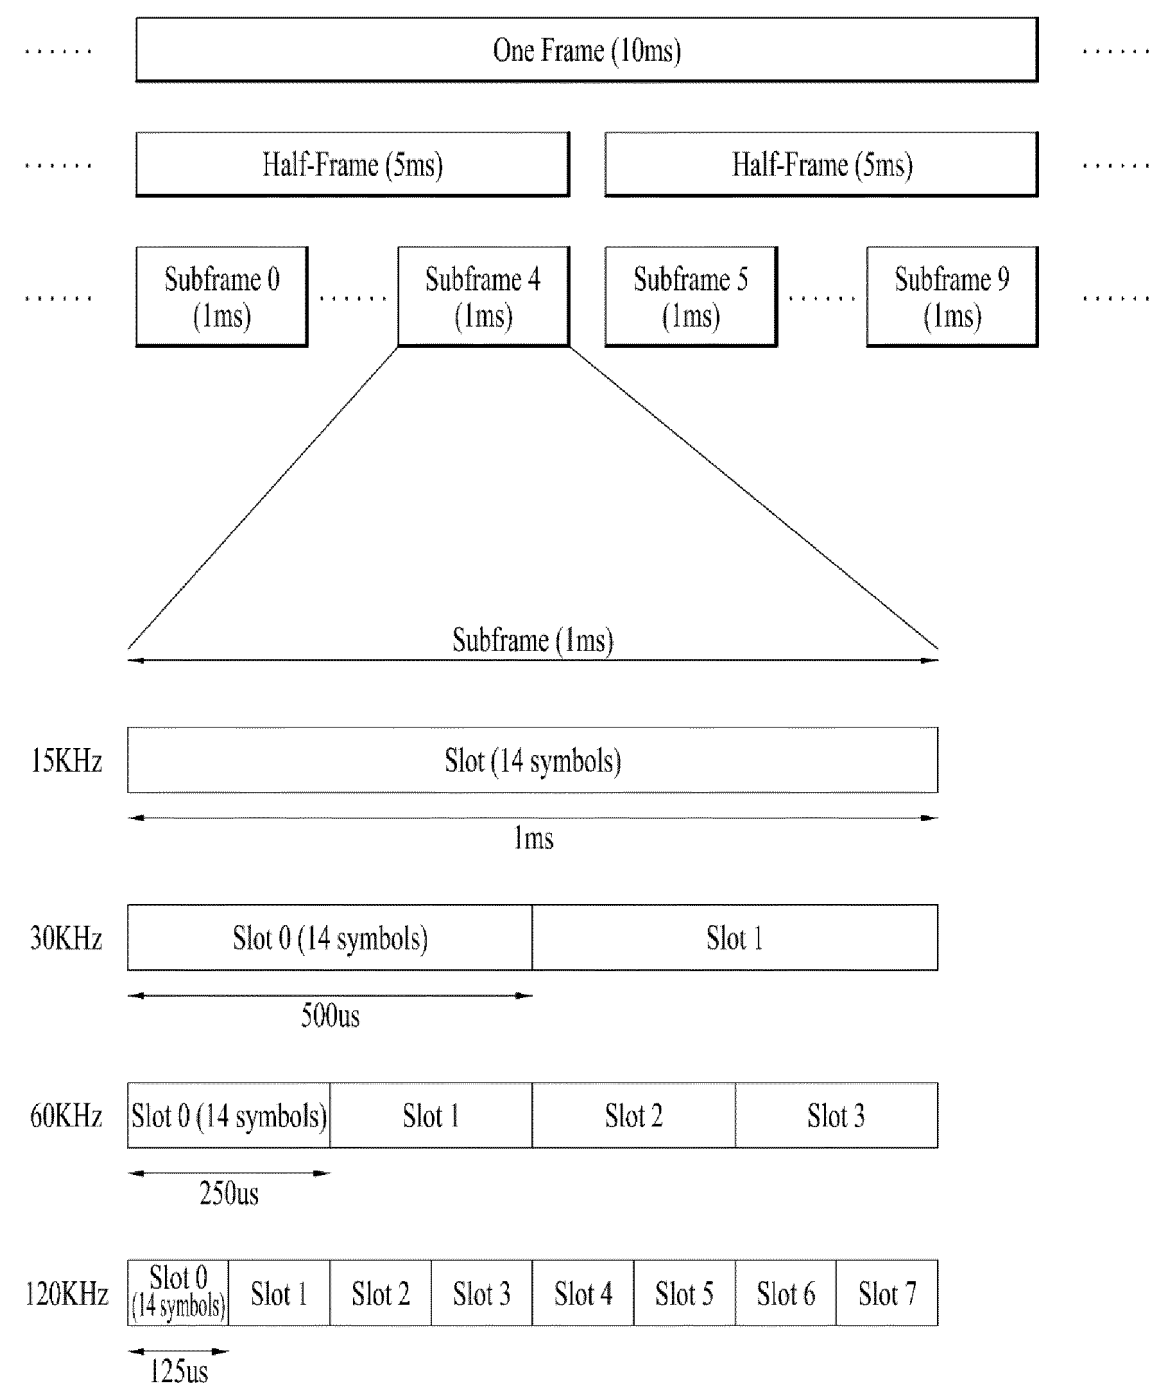 ...... One Frame (10ms) ......
...... Half-Frame (5ms) Half-Frame (5ms) ......
Subframe 0 Subframe 4 Subframe 5 Subframe 9
...... (1ms) ...... (1ms) (1ms) ...... (1ms) ......
Subframe (1ms)
15KHz Slot (14 symbols)
1ms
30KHz Slot 0 (14 symbols) Slot 1
500us
60KHz Slot 0 (14 symbols) Slot 1 Slot 2 Slot 3
250us
120KHz Slot 0 (14 symbols) Slot 1 Slot 2 Slot 3 Slot 4 Slot 5 Slot 6 Slot 7
125us